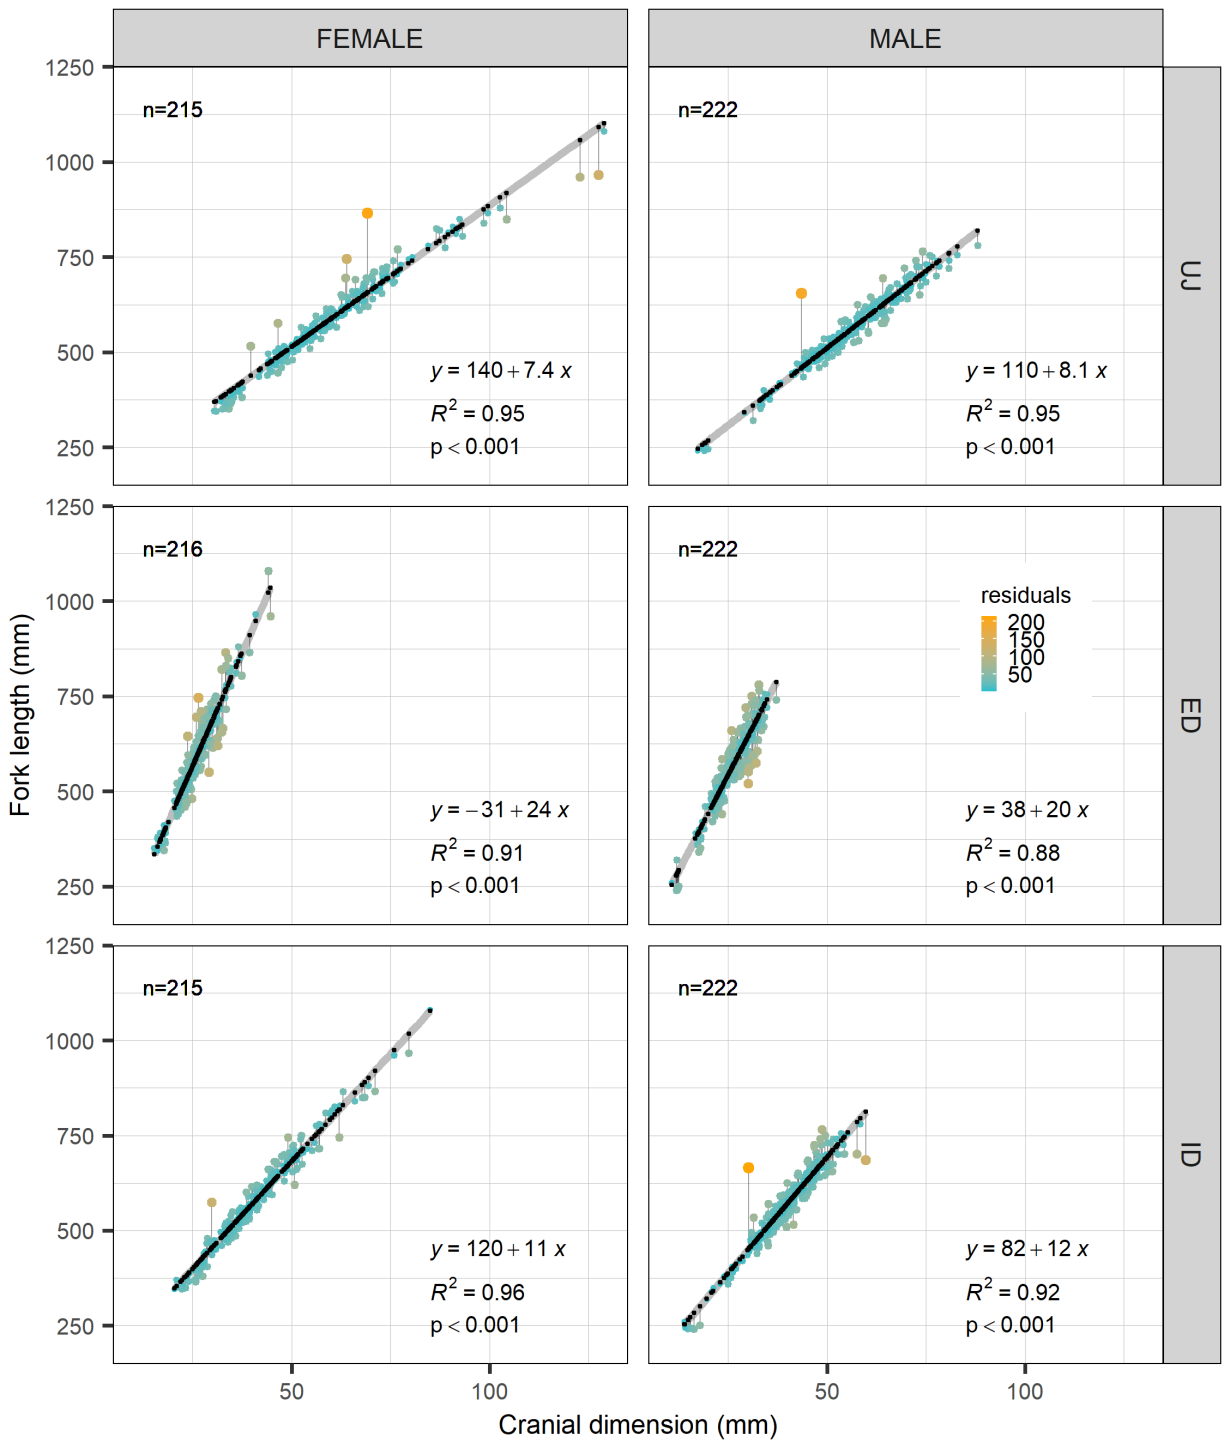 FEMALE
MALE
1250
1000
750
500
250
n=215
y = 140 + 7.4 x
R² = 0.95
p < 0.001
n=222
y = 110 + 8.1 x
R² = 0.95
p < 0.001
UJ
Fork length (mm)
1250
1000
750
500
250
n=216
y = −31 + 24 x
R² = 0.91
p < 0.001
n=222
residuals
200
150
100
50
y = 38 + 20 x
R² = 0.88
p < 0.001
ED
1250
1000
750
500
250
n=215
y = 120 + 11 x
R² = 0.96
p < 0.001
n=222
y = 82 + 12 x
R² = 0.92
p < 0.001
ID
50 100
50 100
Cranial dimension (mm)